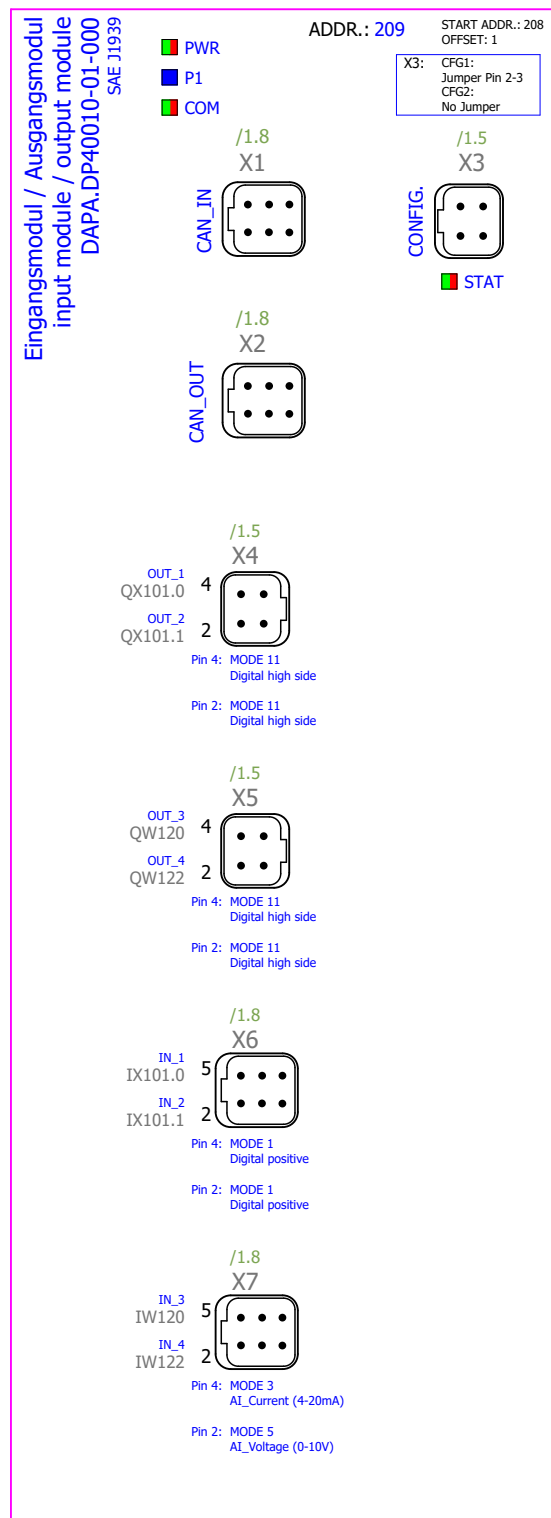 Eingangsmodul / Ausgangsmodul
input module / output module
DAPA.DP40010-01-000
SAE J1939
PWR
P1
COM
ADDR.: 209
START ADDR.: 208
OFFSET: 1
X3: CFG1:
Jumper Pin 2-3
CFG2:
No Jumper
/1.8
X1
CAN_IN
/1.5
X3
CONFIG.
STAT
/1.8
X2
CAN_OUT
/1.5
X4
OUT_1
QX101.0
4
OUT_2
QX101.1
2
Pin 4: MODE 11
Digital high side
Pin 2: MODE 11
Digital high side
/1.5
X5
OUT_3
QW120
4
OUT_4
QW122
2
Pin 4: MODE 11
Digital high side
Pin 2: MODE 11
Digital high side
/1.8
X6
IN_1
IX101.0
5
IN_2
IX101.1
2
Pin 4: MODE 1
Digital positive
Pin 2: MODE 1
Digital positive
/1.8
X7
IN_3
IW120
5
IN_4
IW122
2
Pin 4: MODE 3
AI_Current (4-20mA)
Pin 2: MODE 5
AI_Voltage (0-10V)